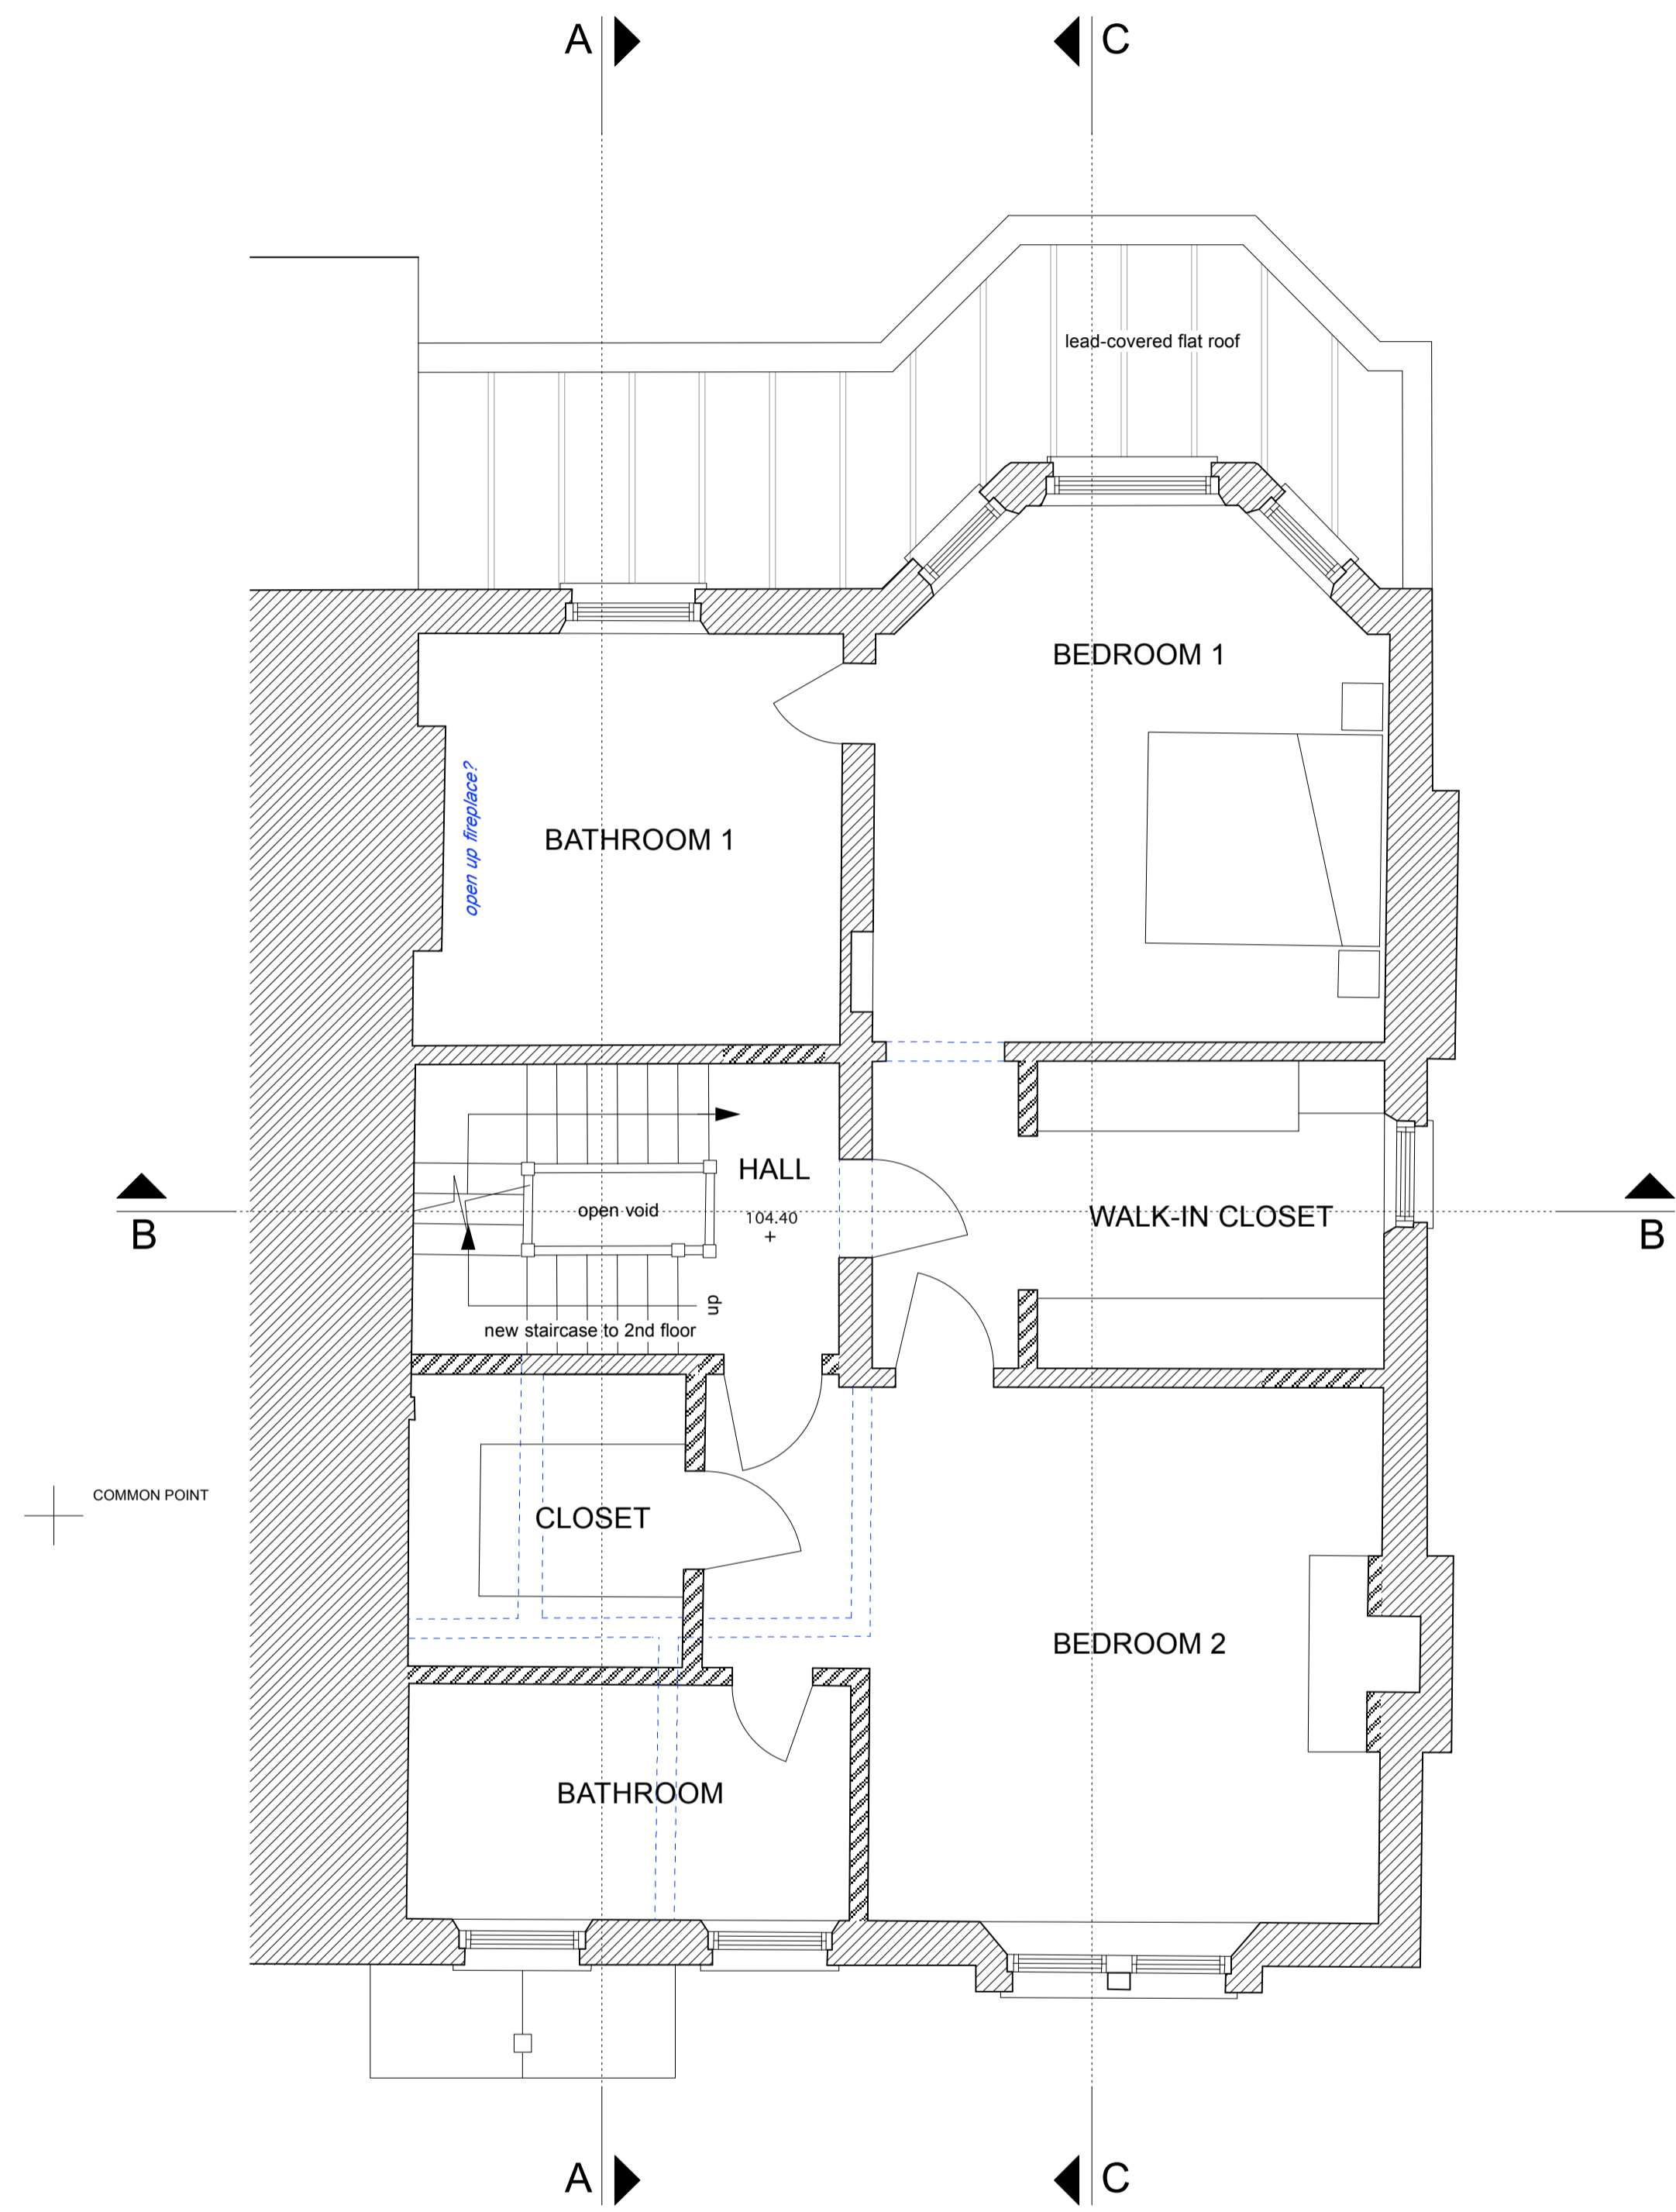 A
C
lead-covered flat roof
BEDROOM 1
open up fireplace?
BATHROOM 1
HALL
open void
104.40
WALK-IN CLOSET
B
B
dn
new staircase to 2nd floor
COMMON POINT
CLOSET
BEDROOM 2
BATHROOM
A
C